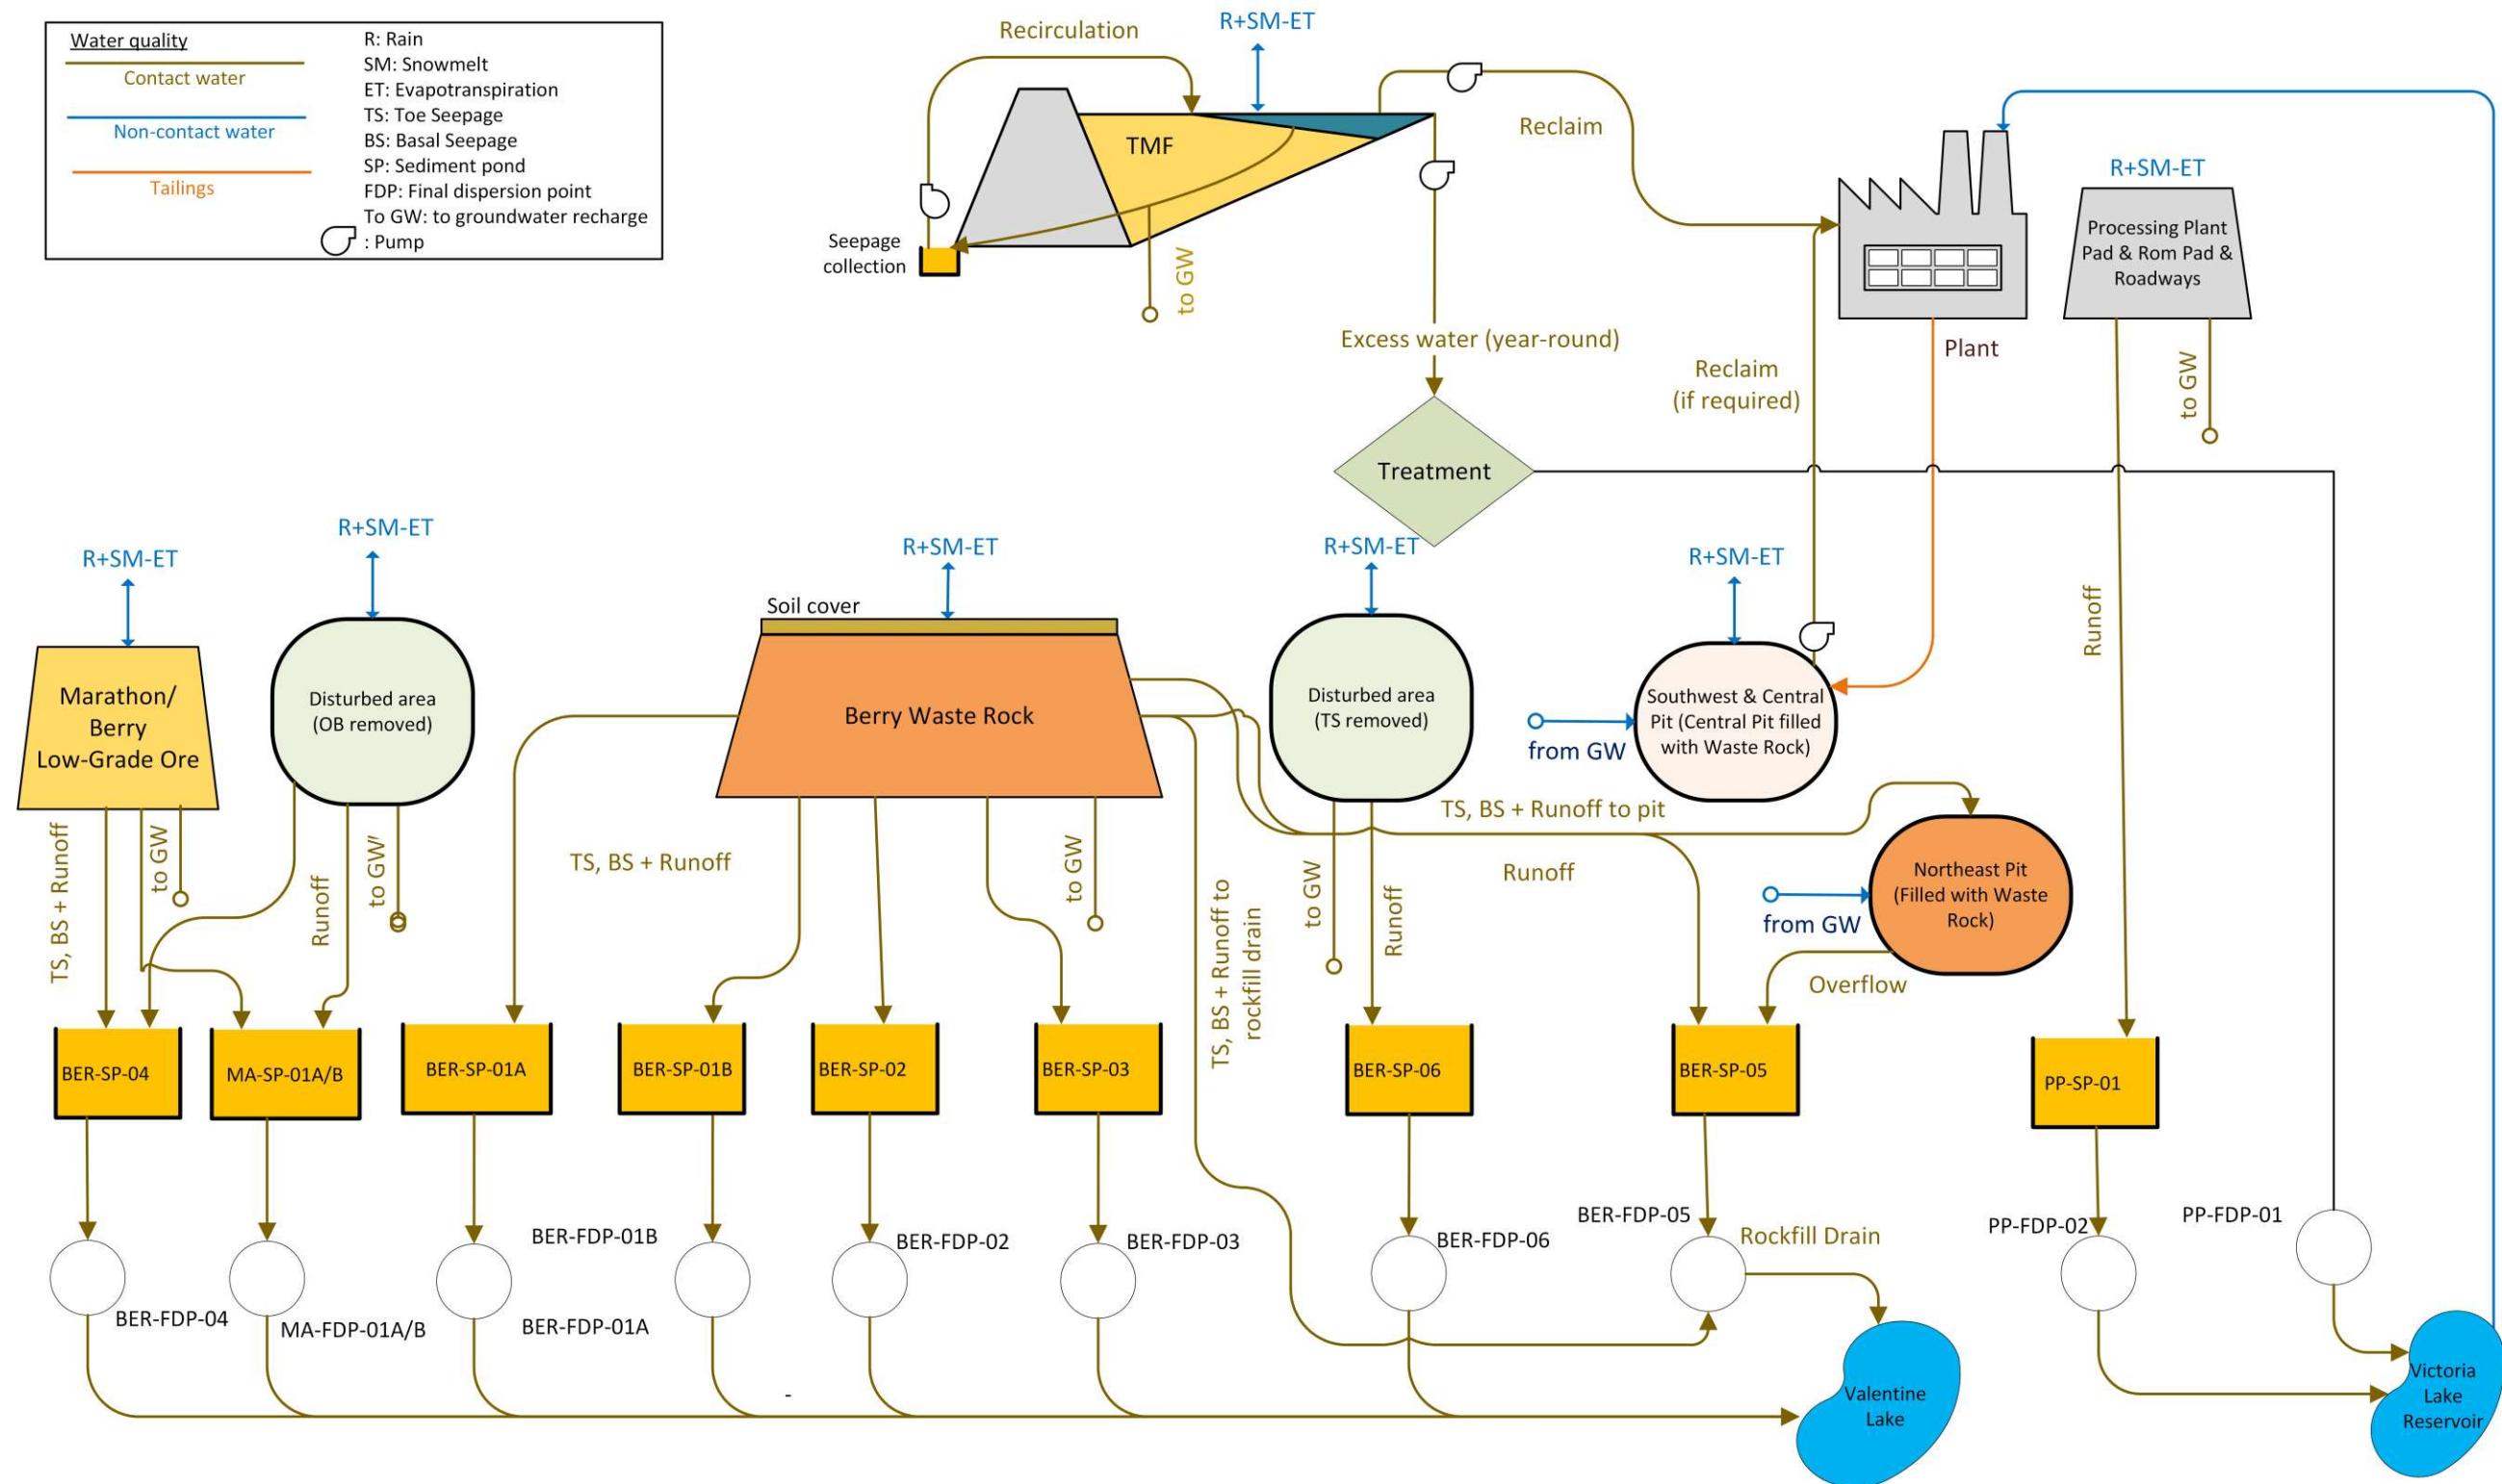 Water quality
Contact water
Non-contact water
Tailings
R: Rain
SM: Snowmelt
ET: Evapotranspiration
TS: Toe Seepage
BS: Basal Seepage
SP: Sediment pond
FDP: Final dispersion point
To GW: to groundwater recharge
: Pump
Recirculation
R+SM-ET
TMF
Reclaim
Seepage
collection
to GW
Excess water (year-round)
R+SM-ET
Processing Plant
Pad & Rom Pad &
Roadways
Plant
Reclaim
(if required)
to GW
Treatment
Runoff
R+SM-ET
R+SM-ET
R+SM-ET
R+SM-ET
R+SM-ET
Soil cover
Marathon/
Berry
Low-Grade Ore
Disturbed area
(OB removed)
Berry Waste Rock
Disturbed area
(TS removed)
Southwest & Central
Pit (Central Pit filled
with Waste Rock)
from GW
TS, BS + Runoff to pit
TS, BS + Runoff
to GW
Runoff
to GW'
TS, BS + Runoff
to GW
TS, BS + Runoff to
rockfill drain
to GW
Runoff
Runoff
Northeast Pit
(Filled with Waste
Rock)
from GW
Overflow
BER-SP-04
MA-SP-01A/B
BER-SP-01A
BER-SP-01B
BER-SP-02
BER-SP-03
BER-SP-06
BER-SP-05
PP-SP-01
BER-FDP-04
MA-FDP-01A/B
BER-FDP-01A
BER-FDP-01B
BER-FDP-02
BER-FDP-03
BER-FDP-06
BER-FDP-05
Rockfill Drain
PP-FDP-02
PP-FDP-01
-
Valentine
Lake
Victoria
Lake
Reservoir